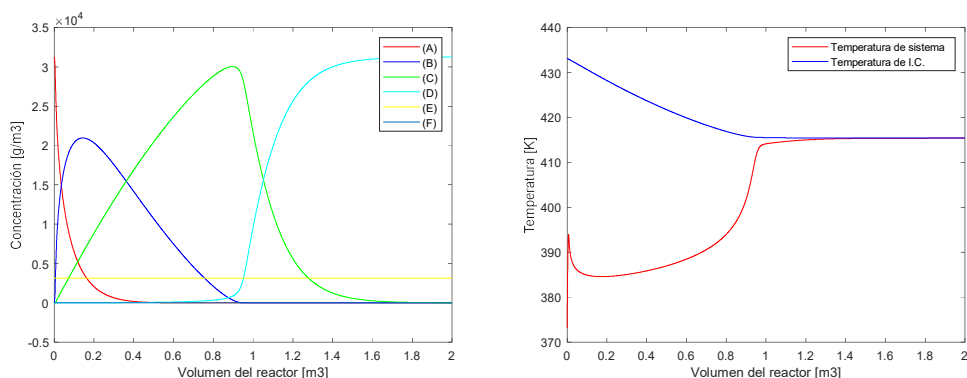 ×10⁴
3.5
3
2.5
2
1.5
1
0.5
0
-0.5
Concentración [g/m3]
0 0.2 0.4 0.6 0.8 1 1.2 1.4 1.6 1.8 2
Volumen del reactor [m3]
(A)
(B)
(C)
(D)
(E)
(F)
440
430
420
410
400
390
380
370
Temperatura [K]
0 0.2 0.4 0.6 0.8 1 1.2 1.4 1.6 1.8 2
Volumen del reactor [m3]
Temperatura de sistema
Temperatura de I.C.